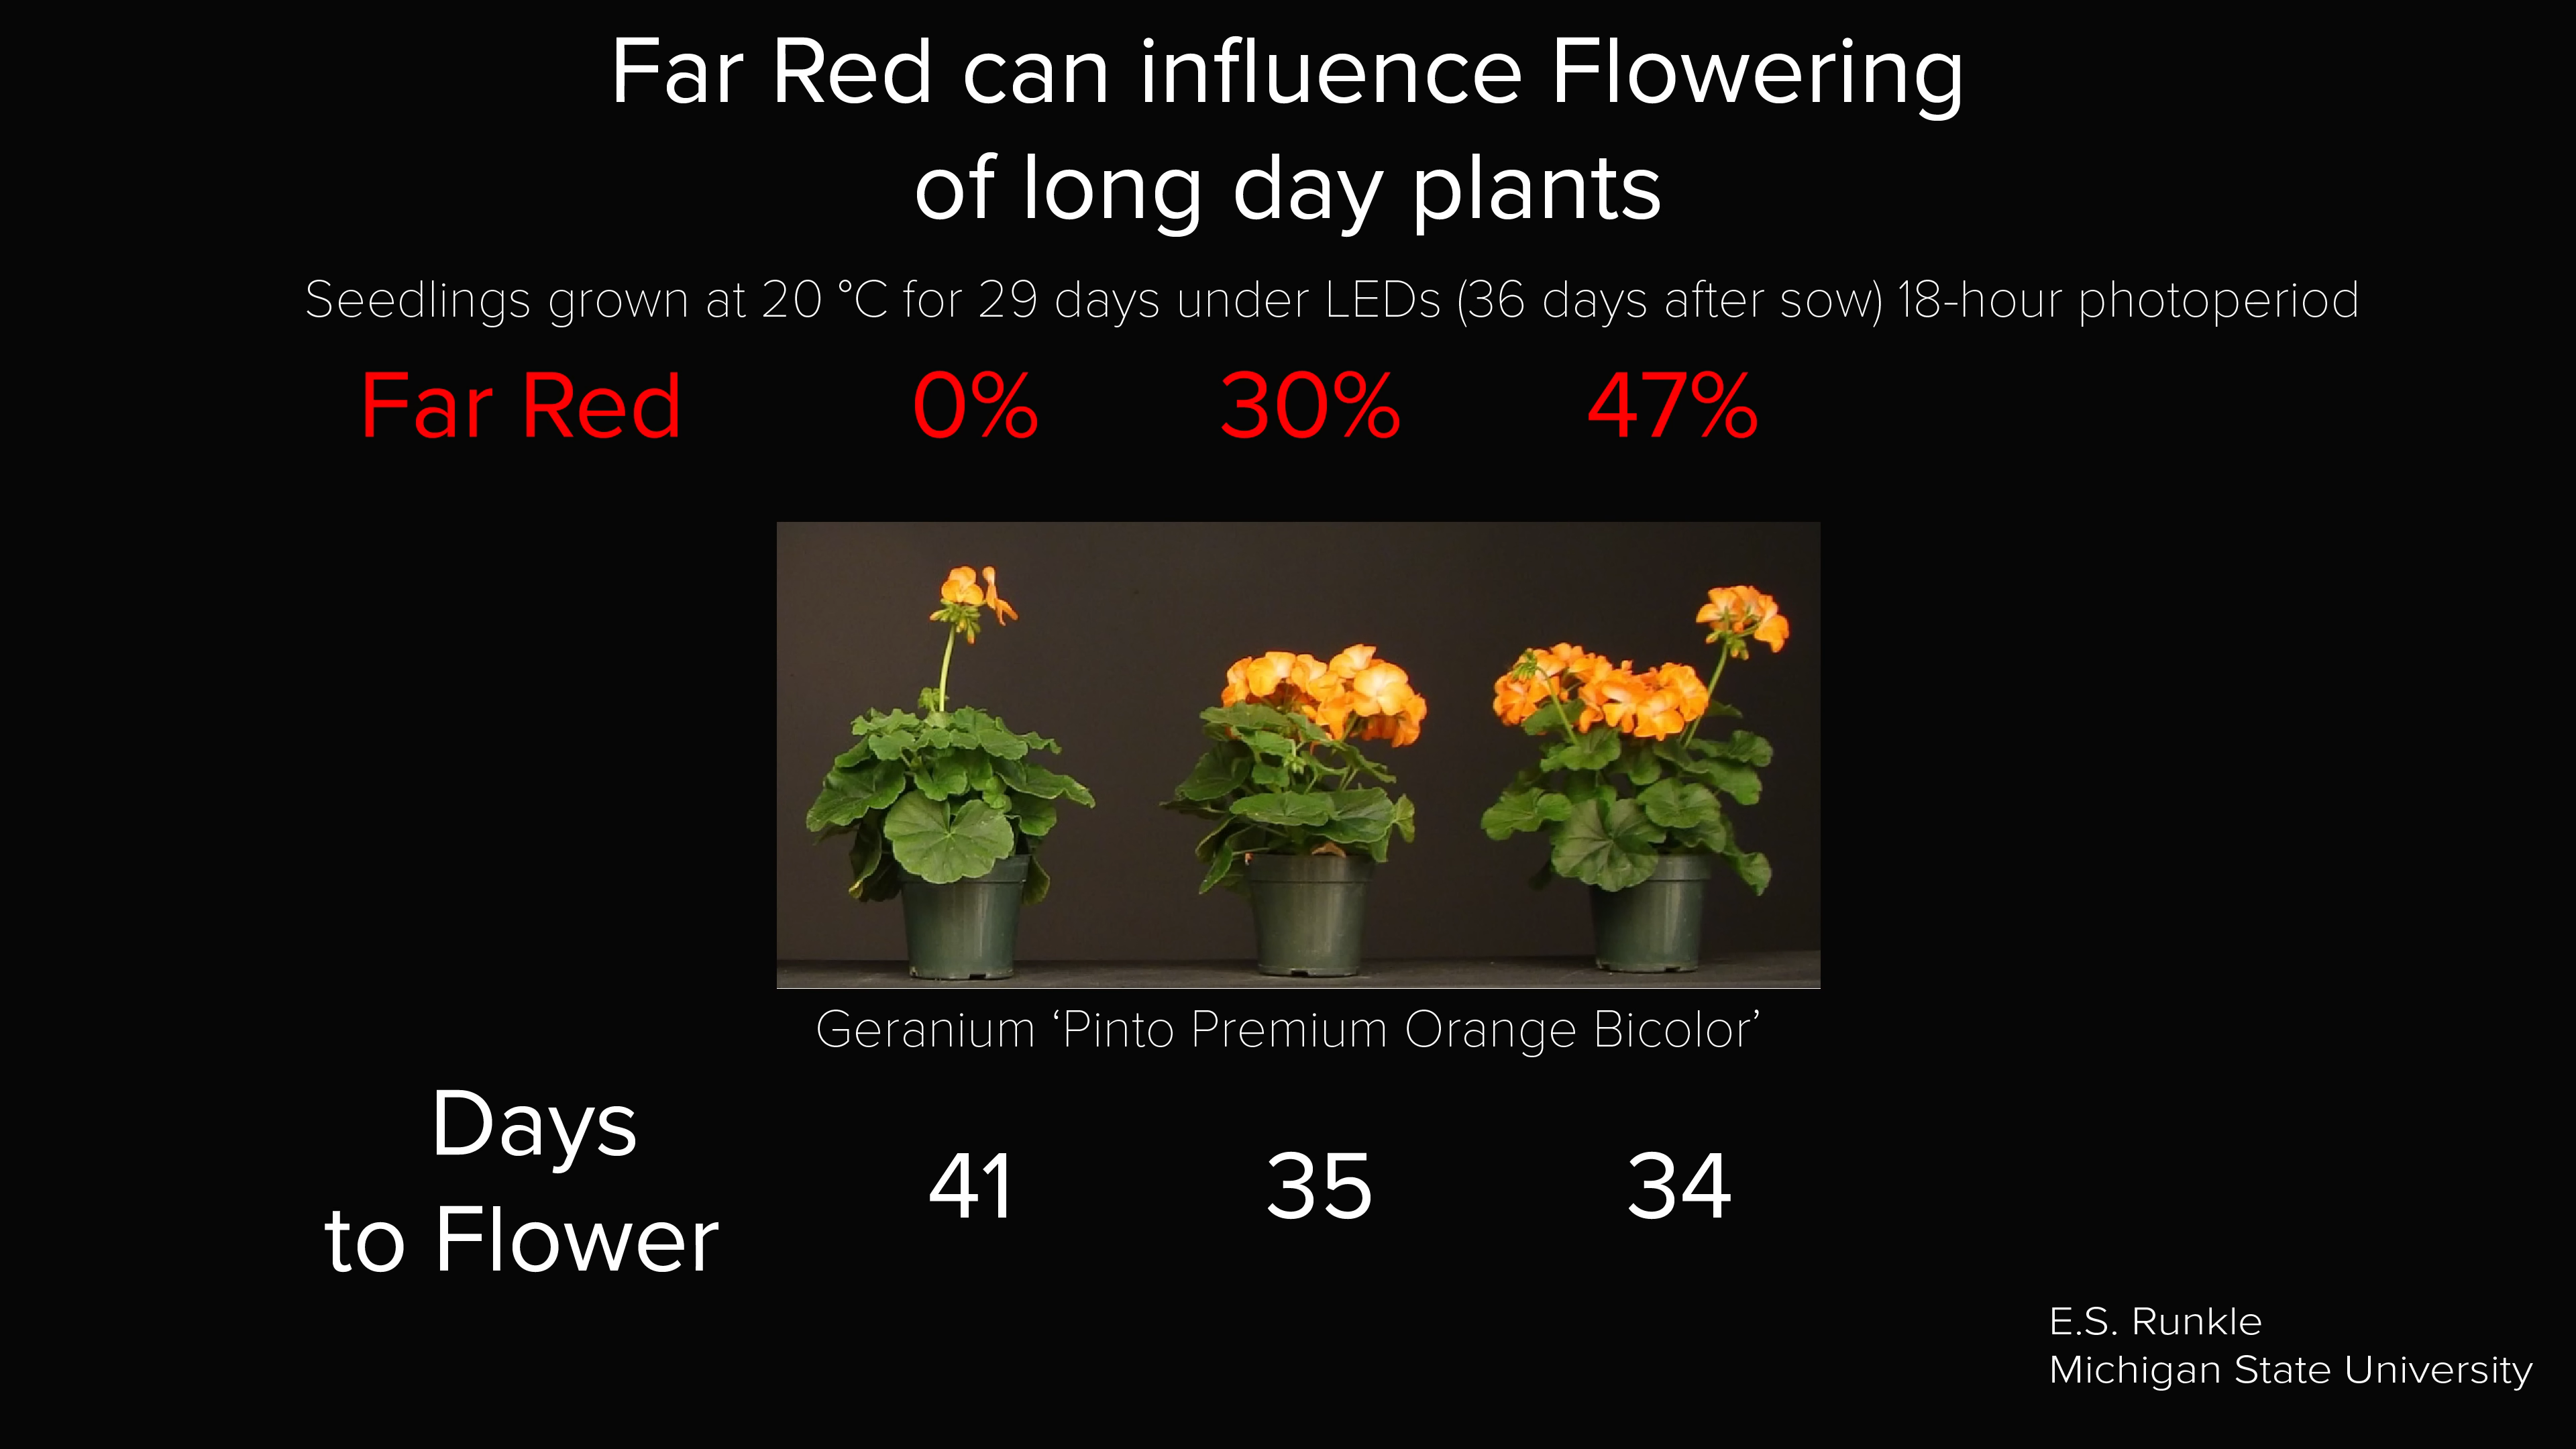 Far Red can influence Flowering
of long day plants
Seedlings grown at 20 °C for 29 days under LEDs (36 days after sow) 18-hour photoperiod
Far Red 0% 30% 47%
Geranium ‘Pinto Premium Orange Bicolor’
Days
to Flower
41 35 34
E.S. Runkle
Michigan State University